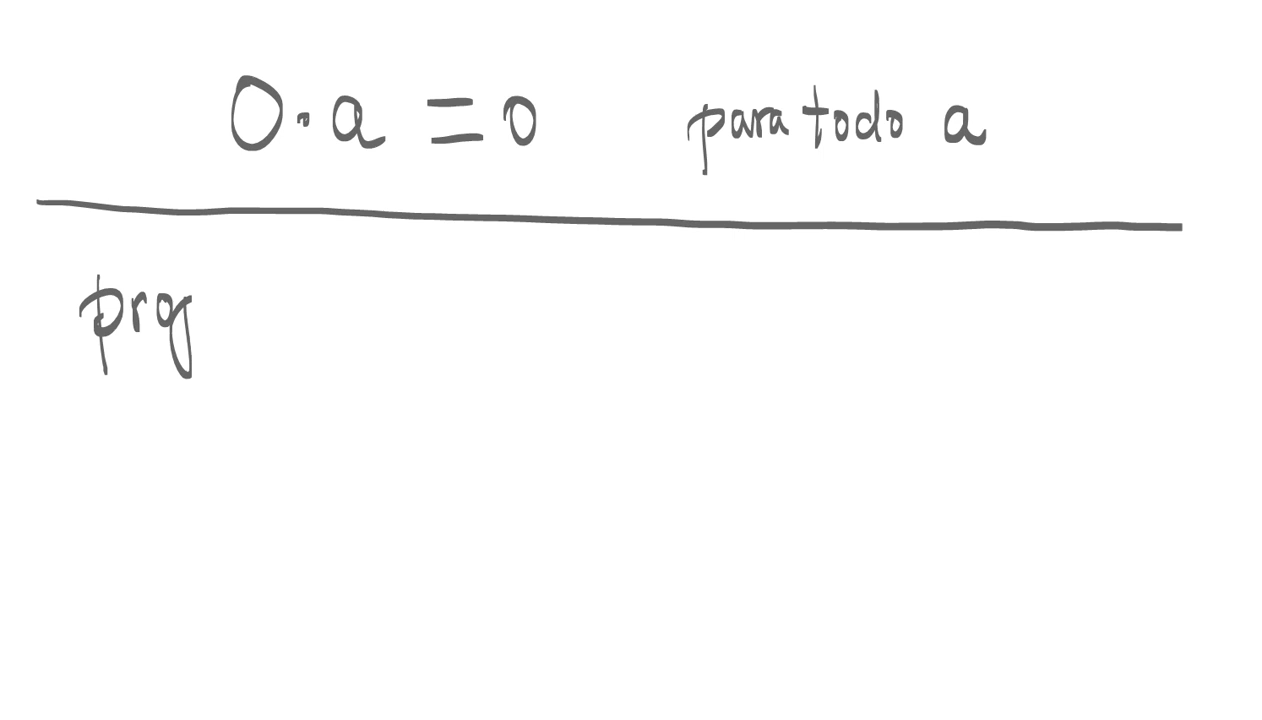 0 · a = 0 para todo a
prq